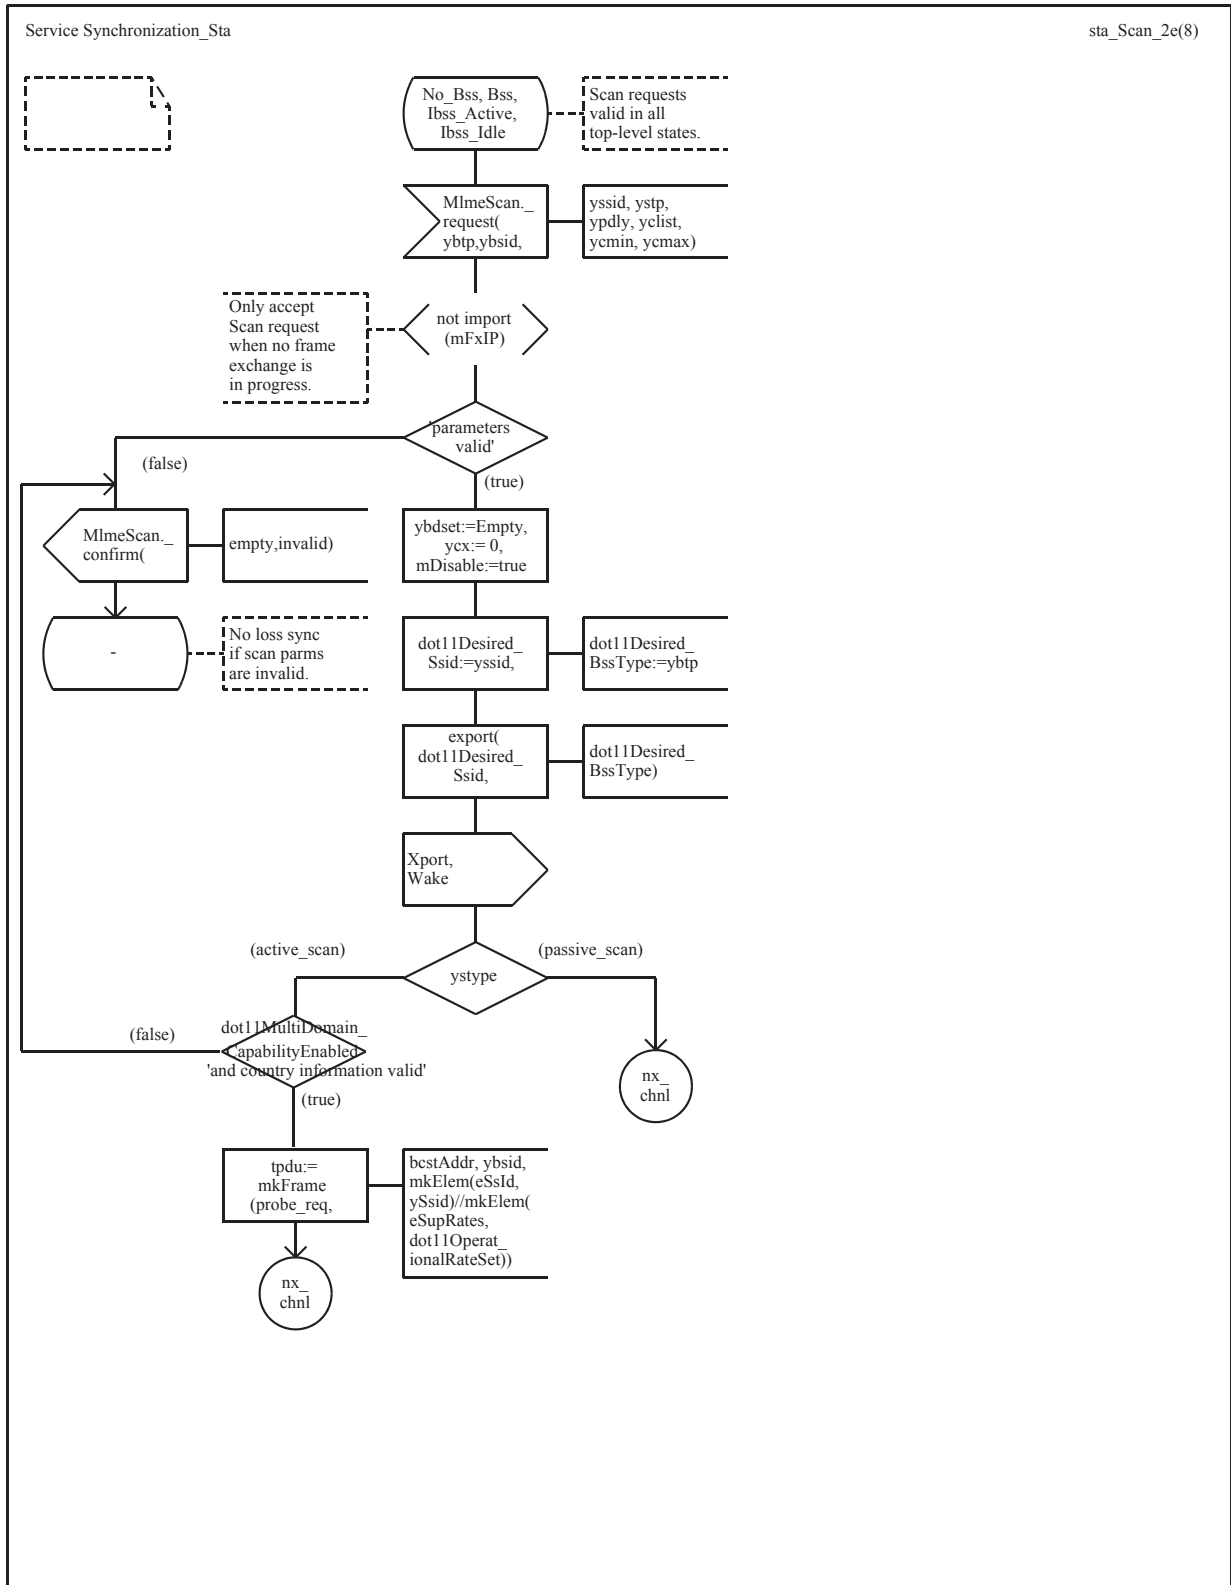 Service Synchronization_Sta
sta_Scan_2e(8)
No_Bss, Bss,
Ibss_Active,
Ibss_Idle
Scan requests
valid in all
top-level states.
MlmeScan._
request(
ybtp,ybsid,
yssid, ystp,
ypdly, yclist,
ycmin, ycmax)
Only accept
Scan request
when no frame
exchange is
in progress.
not import
(mFxIP)
'parameters
valid'
(false)
(true)
MlmeScan._
confirm(
empty,invalid)
ybdset:=Empty,
ycx:= 0,
mDisable:=true
-
No loss sync
if scan parms
are invalid.
dot11Desired_
Ssid:=yssid,
dot11Desired_
BssType:=ybtp
export(
dot11Desired_
Ssid,
dot11Desired_
BssType)
Xport,
Wake
(active_scan)
(passive_scan)
ystype
(false)
dot11MultiDomain_
CapabilityEnabled
'and country information valid'
(true)
nx_
chnl
tpdu:=
mkFrame
(probe_req,
bcstAddr, ybsid,
mkElem(eSsId,
ySsid)//mkElem(
eSupRates,
dot11Operat_
ionalRateSet))
nx_
chnl